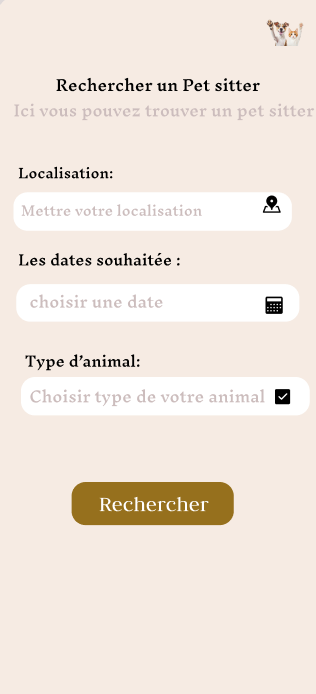 Rechercher un Pet sitter
Ici vous pouvez trouver un pet sitter
Localisation:
Mettre votre localisation
Les dates souhaitée :
choisir une date
Type d’animal:
Choisir type de votre animal
Rechercher